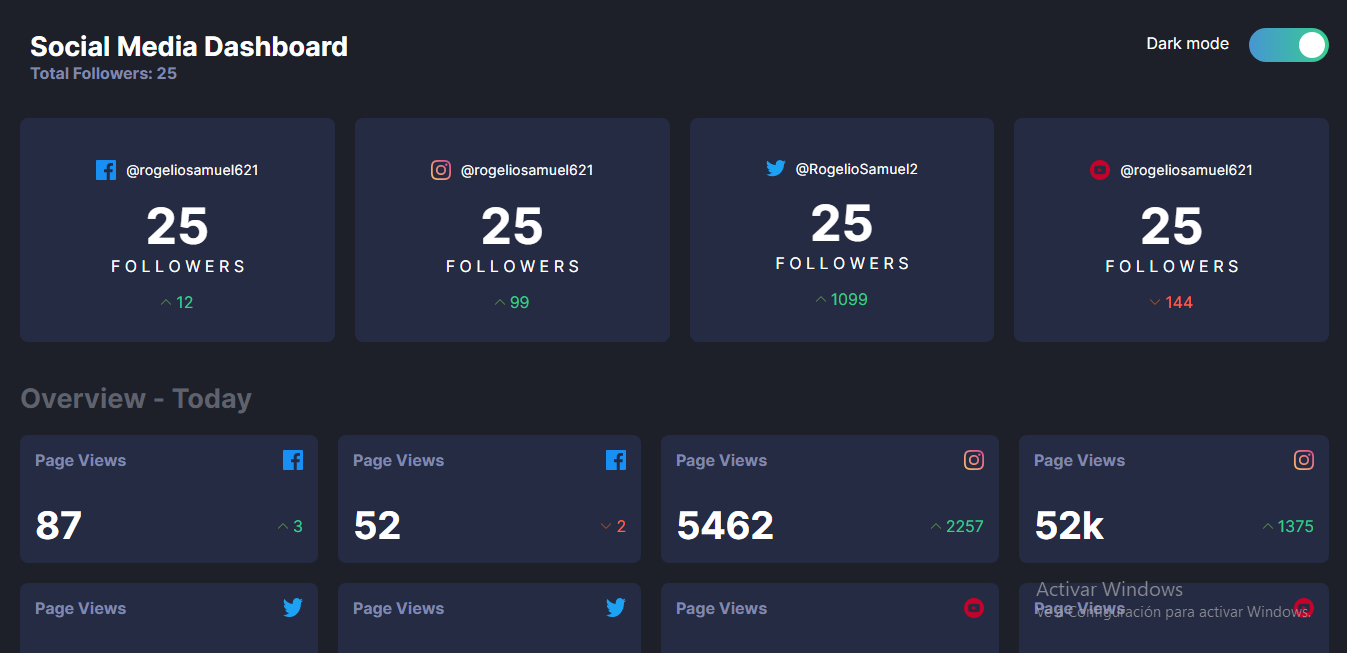 Social Media Dashboard
Total Followers: 25
Dark mode
@rogeliosamuel621
25
FOLLOWERS
12
@rogeliosamuel621
25
FOLLOWERS
99
@RogelioSamuel2
25
FOLLOWERS
1099
@rogeliosamuel621
25
FOLLOWERS
144
Overview - Today
Page Views
87
3
Page Views
52
2
Page Views
5462
2257
Page Views
52k
1375
Page Views
Page Views
Page Views
Page Views
Activar Windows
Ve a Configuración para activar Windows.